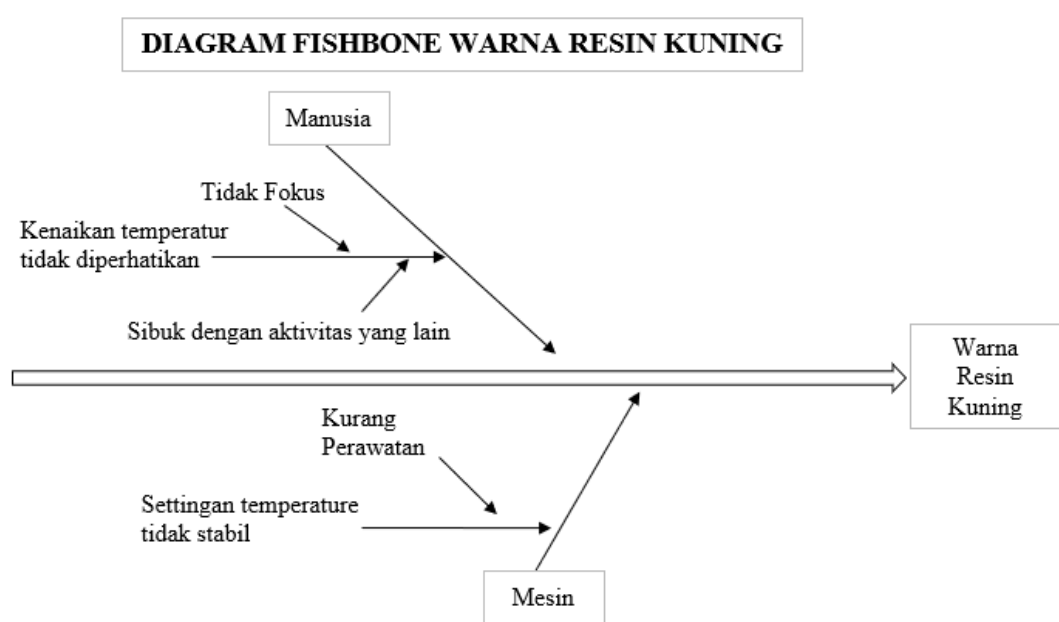 DIAGRAM FISHBONE WARNA RESIN KUNING
Manusia
Tidak Fokus
Kenaikan temperatur
tidak diperhatikan
Sibuk dengan aktivitas yang lain
Warna
Resin
Kuning
Kurang
Perawatan
Settingan temperature
tidak stabil
Mesin